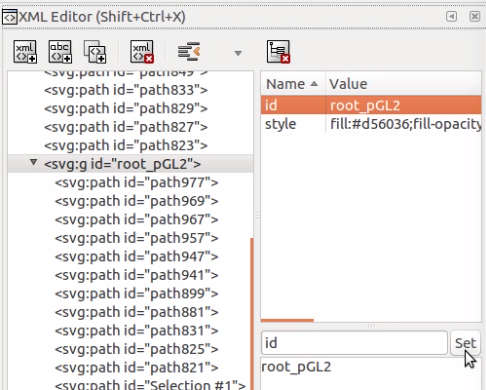 XML Editor (Shift+Ctrl+X)
xml abc xml
Name Value
id root_pGL2
style fill:#d56036;fill-opacity
<svg:path id="path849">
<svg:path id="path833">
<svg:path id="path829">
<svg:path id="path827">
<svg:path id="path823">
<svg:g id="root_pGL2">
<svg:path id="path977">
<svg:path id="path969">
<svg:path id="path967">
<svg:path id="path957">
<svg:path id="path947">
<svg:path id="path941">
<svg:path id="path899">
<svg:path id="path881">
<svg:path id="path831">
<svg:path id="path825">
<svg:path id="path821">
<svg:path id="Selection #1">
id Set
root_pGL2